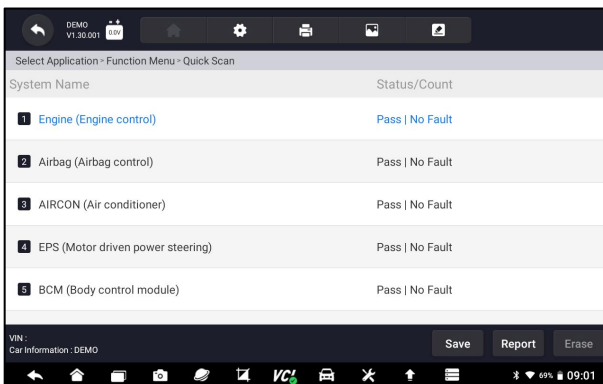 DEMO
V1.30.001
0.0V
Select Application > Function Menu > Quick Scan
System Name Status/Count
1 Engine (Engine control) Pass | No Fault
2 Airbag (Airbag control) Pass | No Fault
3 AIRCON (Air conditioner) Pass | No Fault
4 EPS (Motor driven power steering) Pass | No Fault
5 BCM (Body control module) Pass | No Fault
VIN :
Car Information : DEMO
Save Report Erase
VCI 69% 09:01